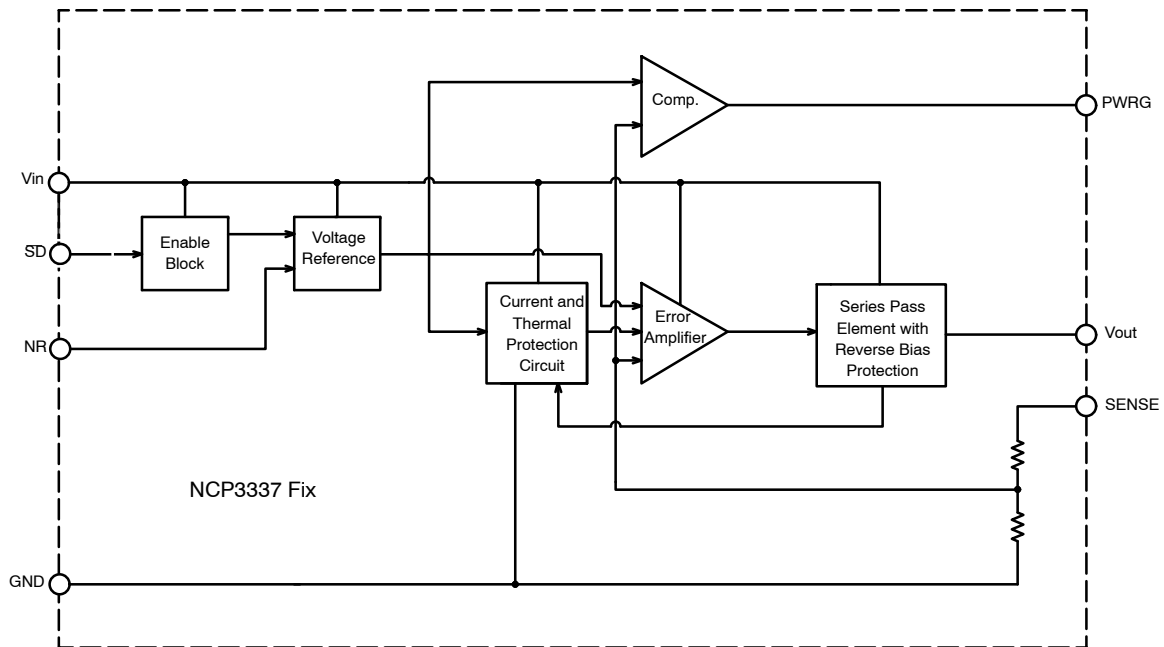 Comp.
PWRG
Vin
SD
Enable
Block
Voltage
Reference
NR
Current and
Thermal
Protection
Circuit
Error
Amplifier
Series Pass
Element with
Reverse Bias
Protection
Vout
SENSE
NCP3337 Fix
GND